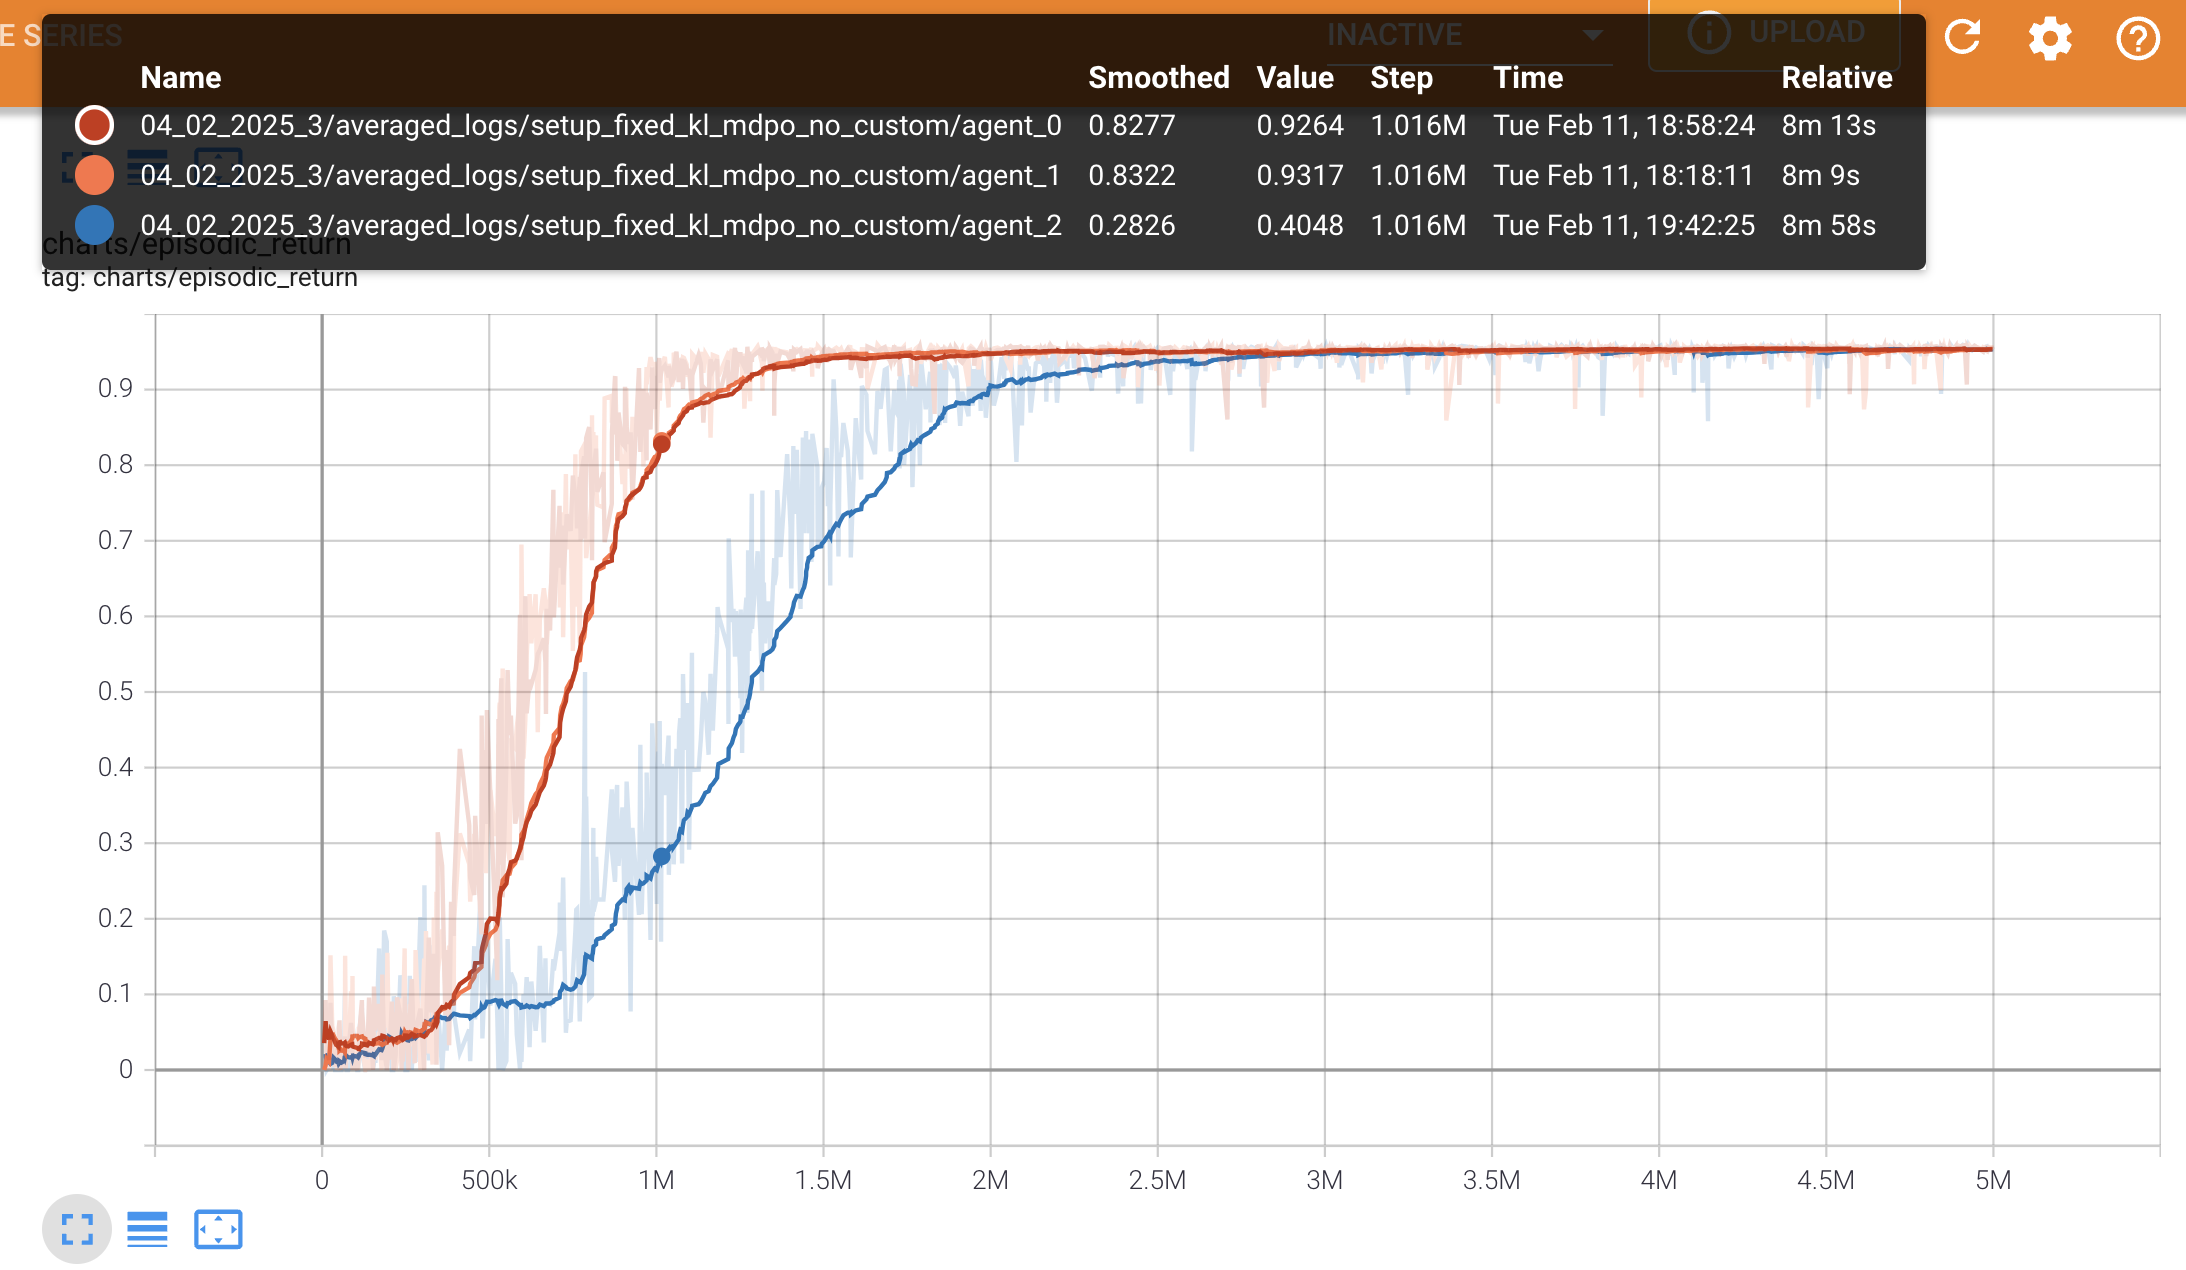 E SERIES
INACTIVE
UPLOAD
Name Smoothed Value Step Time Relative
04_02_2025_3/averaged_logs/setup_fixed_kl_mdpo_no_custom/agent_0 0.8277 0.9264 1.016M Tue Feb 11, 18:58:24 8m 13s
04_02_2025_3/averaged_logs/setup_fixed_kl_mdpo_no_custom/agent_1 0.8322 0.9317 1.016M Tue Feb 11, 18:18:11 8m 9s
04_02_2025_3/averaged_logs/setup_fixed_kl_mdpo_no_custom/agent_2 0.2826 0.4048 1.016M Tue Feb 11, 19:42:25 8m 58s
charts/episodic_return
tag: charts/episodic_return
0.9
0.8
0.7
0.6
0.5
0.4
0.3
0.2
0.1
0
0 500k 1M 1.5M 2M 2.5M 3M 3.5M 4M 4.5M 5M